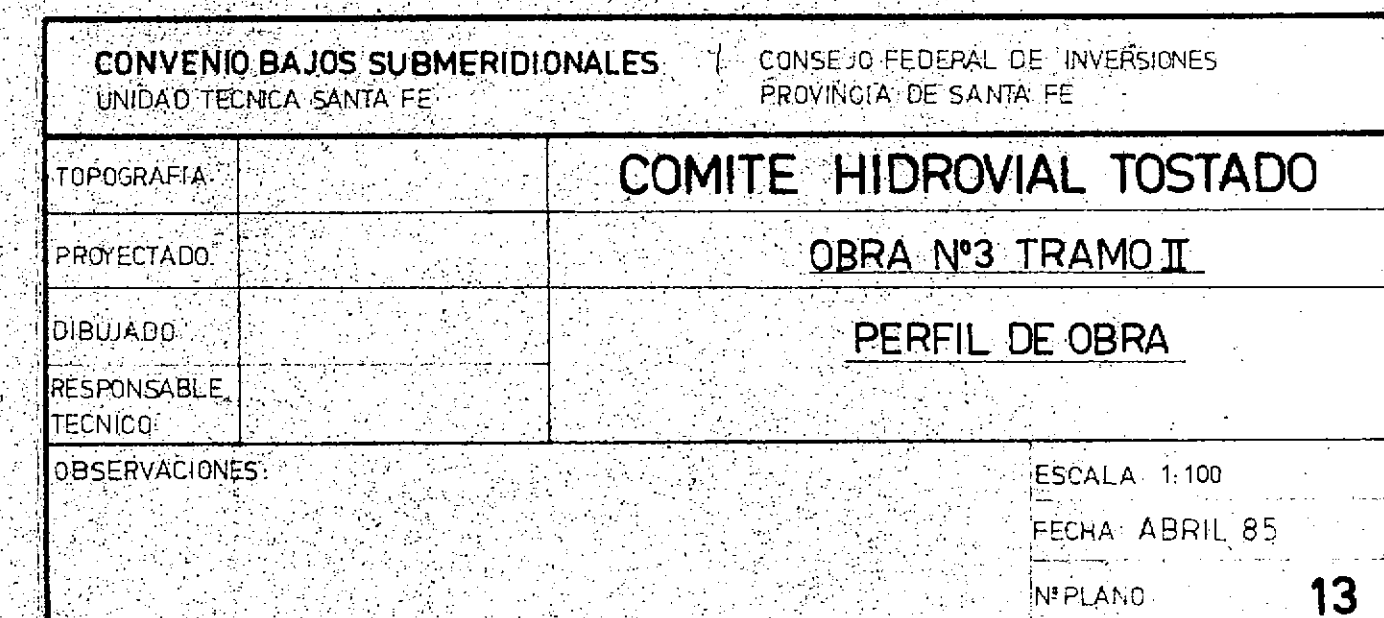 CONVENIO BAJOS SUBMERIDIONALES
UNIDAD TECNICA SANTA FE
CONSEJO FEDERAL DE INVERSIONES
PROVINCIA DE SANTA FE
TOPOGRAFIA
COMITE HIDROVIAL TOSTADO
PROYECTADO
OBRA Nº3 TRAMO II
DIBUJADO
PERFIL DE OBRA
RESPONSABLE
TECNICO
OBSERVACIONES:
ESCALA 1:100
FECHA ABRIL 85
Nº PLANO 13